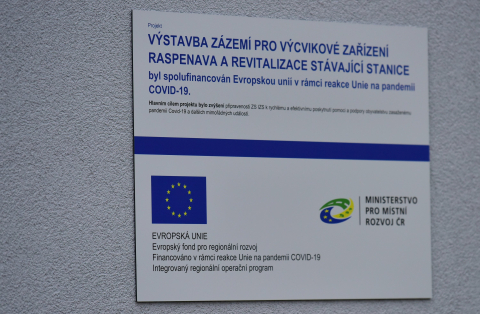 Projekt
VÝSTAVBA ZÁZEMÍ PRO VÝCVIKOVÉ ZAŘÍZENÍ
RASPENAVA A REVITALIZACE STÁVAJÍCÍ STANICE
byl spolufinancován Evropskou unií v rámci reakce Unie na pandemii
COVID-19.
Hlavním cílem projektu bylo zvýšení připravenosti ZS IZS k rychlému a efektivnímu poskytnutí pomoci a podpory obyvatelstvu zasaženému
pandemií Covid-19 a dalších mimořádných událostí.
EVROPSKÁ UNIE
Evropský fond pro regionální rozvoj
Financováno v rámci reakce Unie na pandemii COVID-19
Integrovaný regionální operační program
MINISTERSTVO
PRO MÍSTNÍ
ROZVOJ ČR